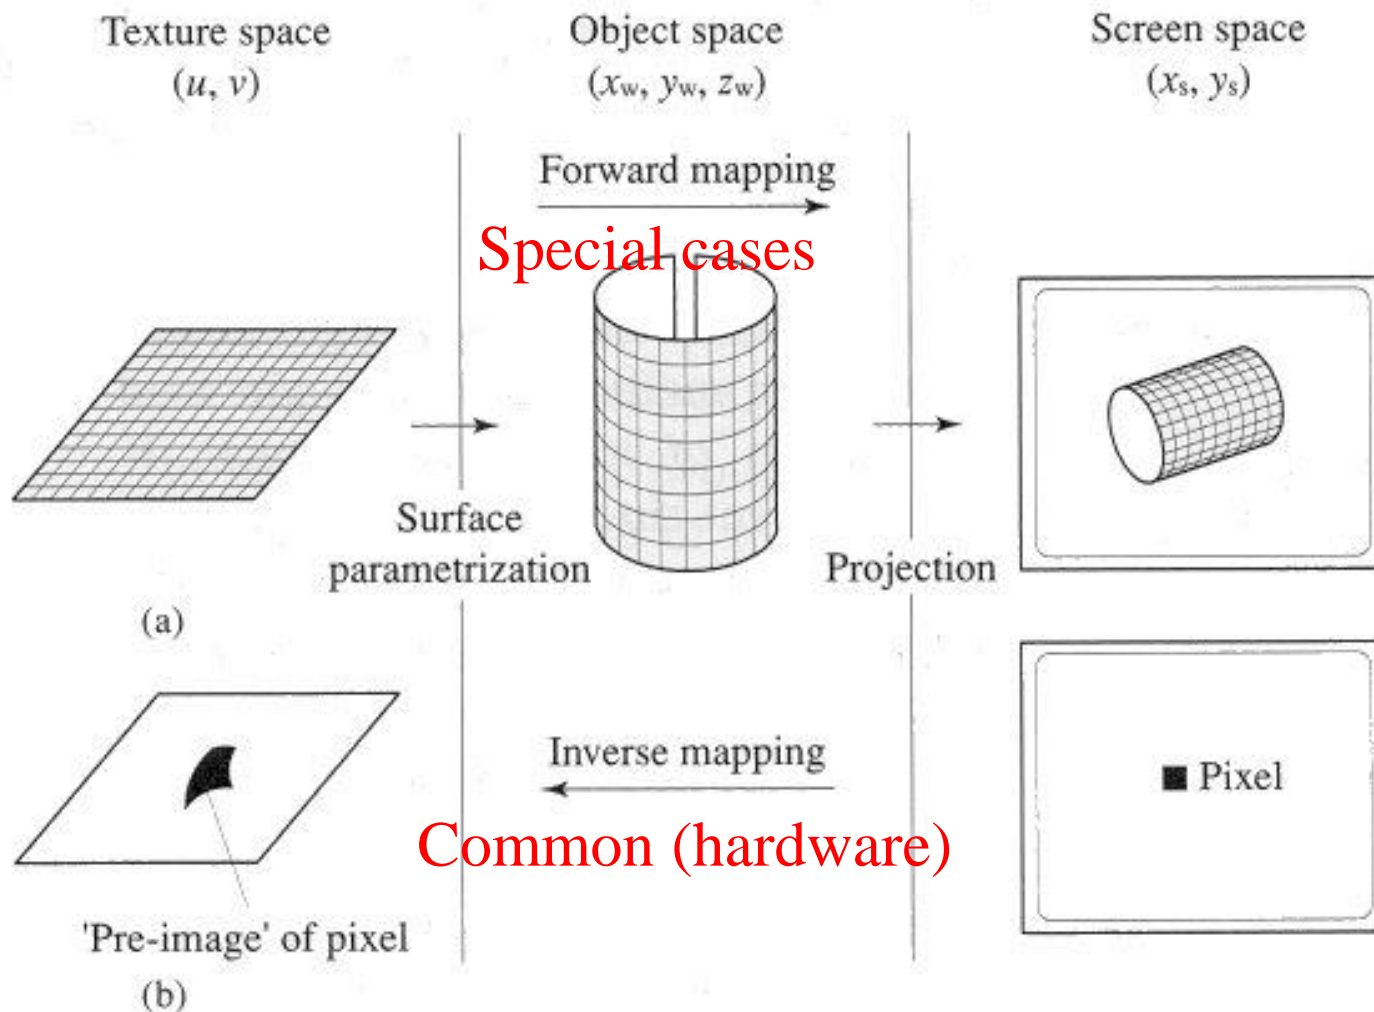 Texture space
(u, v)
Object space
(xw, yw, zw)
Screen space
(xs, ys)
Forward mapping
Special cases
Surface
parametrization
Projection
(a)
Inverse mapping
Common (hardware)
Pixel
'Pre-image' of pixel
(b)